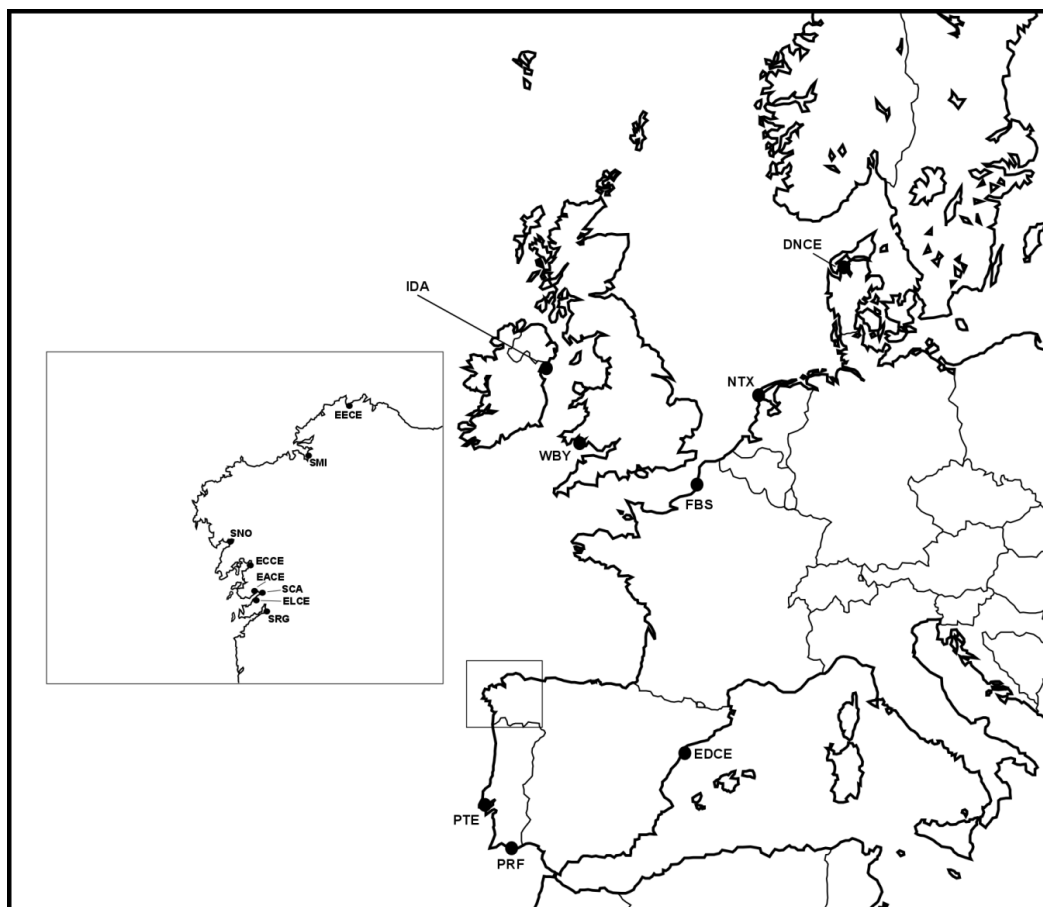 DNCE
IDA
NTX
EECE
WBY
SMI
FBS
SNO
ECCE
EACE
SCA
ELCE
SRG
EDCE
PTE
PRF